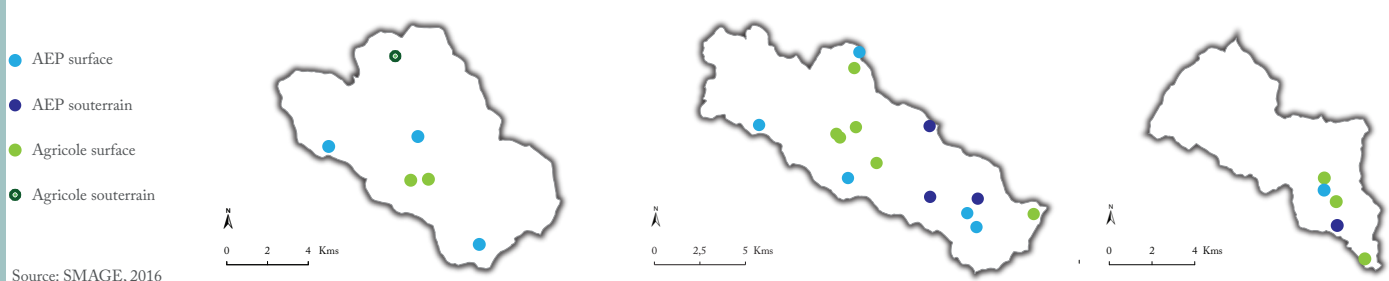 AEP surface
AEP souterrain
Agricole surface
Agricole souterrain
Source: SMAGE, 2016
N
0 2 4 Kms
N
0 2,5 5 Kms
N
0 2 4 Kms